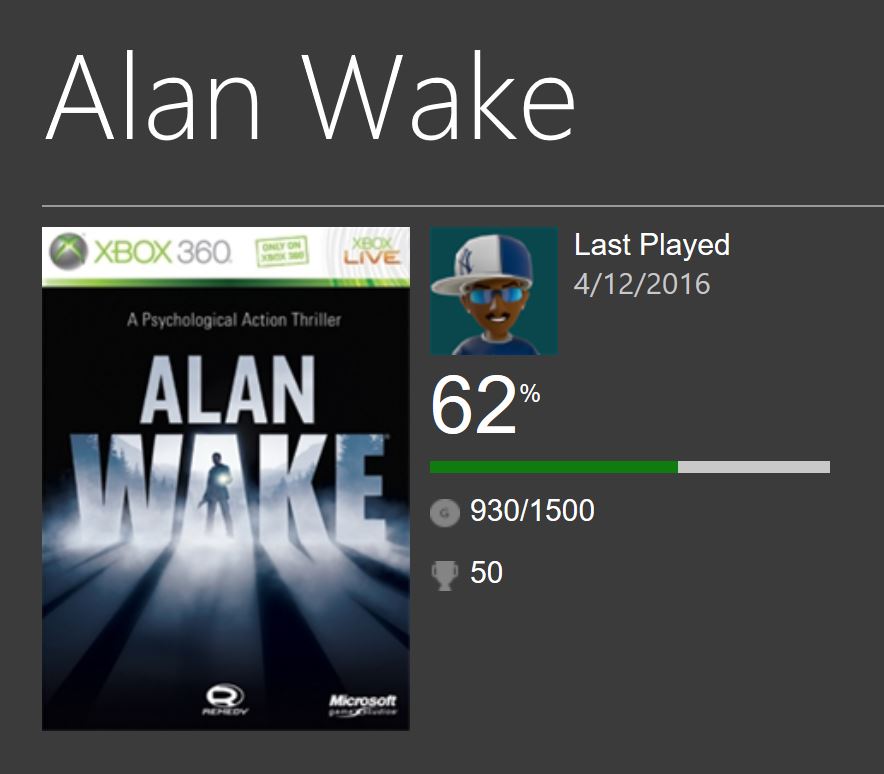 Alan Wake
XBOX 360
ONLY ON
XBOX 360
XBOX
LIVE
A Psychological Action Thriller
ALAN
WAKE
REMEDY
Microsoft
game studios
Last Played
4/12/2016
62%
G 930/1500
50